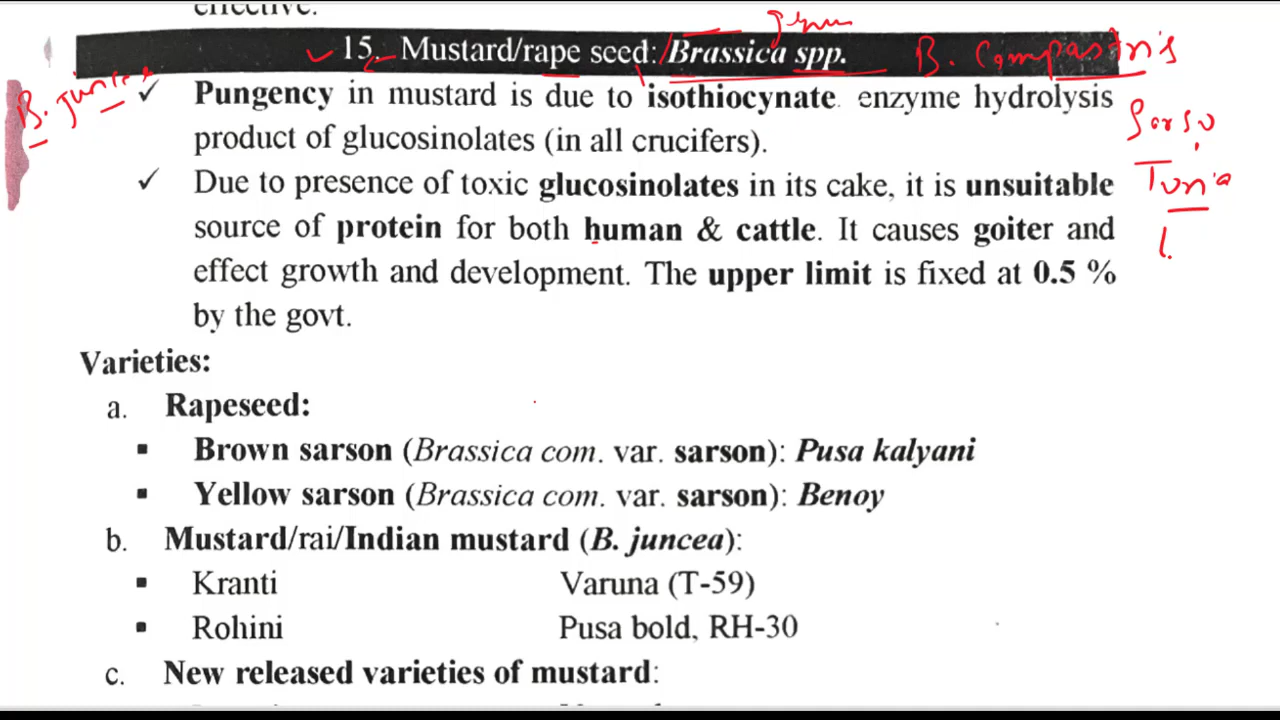 effective.
genus
15. Mustard/rape seed: Brassica spp.
B. Compastris
B. juncea
✓ Pungency in mustard is due to isothiocynate enzyme hydrolysis
product of glucosinolates (in all crucifers).
Sarso
Toria
✓ Due to presence of toxic glucosinolates in its cake, it is unsuitable
source of protein for both human & cattle. It causes goiter and
effect growth and development. The upper limit is fixed at 0.5 %
by the govt.
Varieties:
a. Rapeseed:
▪ Brown sarson (Brassica com. var. sarson): Pusa kalyani
▪ Yellow sarson (Brassica com. var. sarson): Benoy
b. Mustard/rai/Indian mustard (B. juncea):
▪ Kranti Varuna (T-59)
▪ Rohini Pusa bold, RH-30
c. New released varieties of mustard: